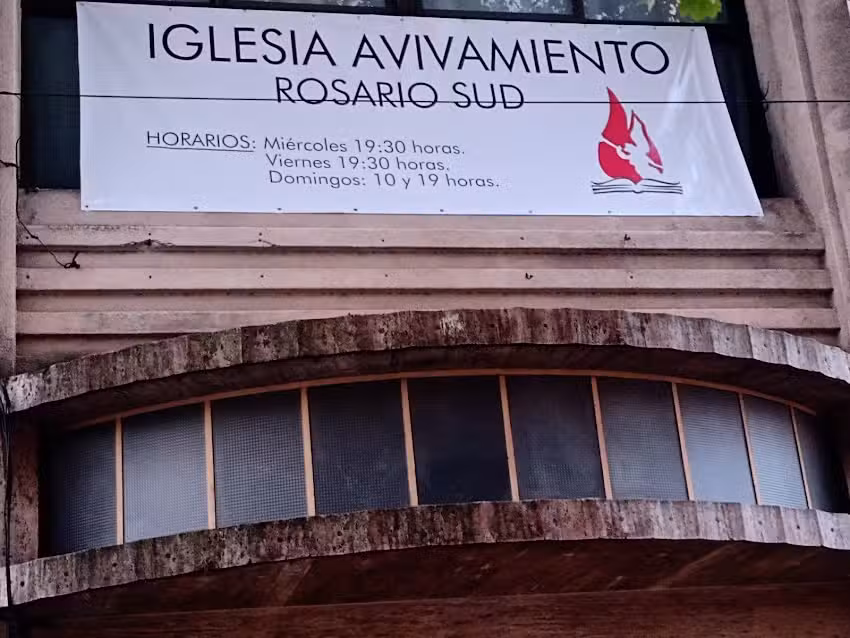 IGLESIA AVIVAMIENTO
ROSARIO SUD
HORARIOS: Miércoles 19:30 horas.
Viernes 19:30 horas.
Domingos: 10 y 19 horas.